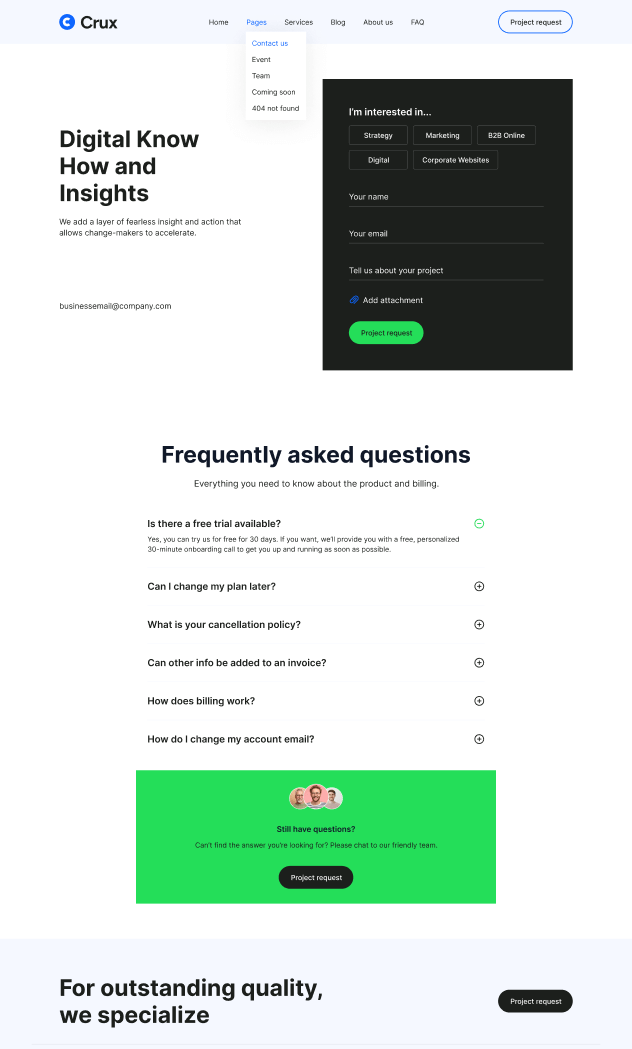 Crux
Home
Pages
Services
Blog
About us
FAQ
Project request
Contact us
Event
Team
Coming soon
404 not found
Digital Know
How and
Insights
We add a layer of fearless insight and action that
allows change-makers to accelerate.
businessemail@company.com
I'm interested in...
Strategy
Marketing
B2B Online
Digital
Corporate Websites
Your name
Your email
Tell us about your project
Add attachment
Project request
Frequently asked questions
Everything you need to know about the product and billing.
Is there a free trial available?
Yes, you can try us for free for 30 days. If you want, we'll provide you with a free, personalized
30-minute onboarding call to get you up and running as soon as possible.
Can I change my plan later?
What is your cancellation policy?
Can other info be added to an invoice?
How does billing work?
How do I change my account email?
Still have questions?
Can't find the answer you're looking for? Please chat to our friendly team.
Project request
For outstanding quality,
we specialize
Project request